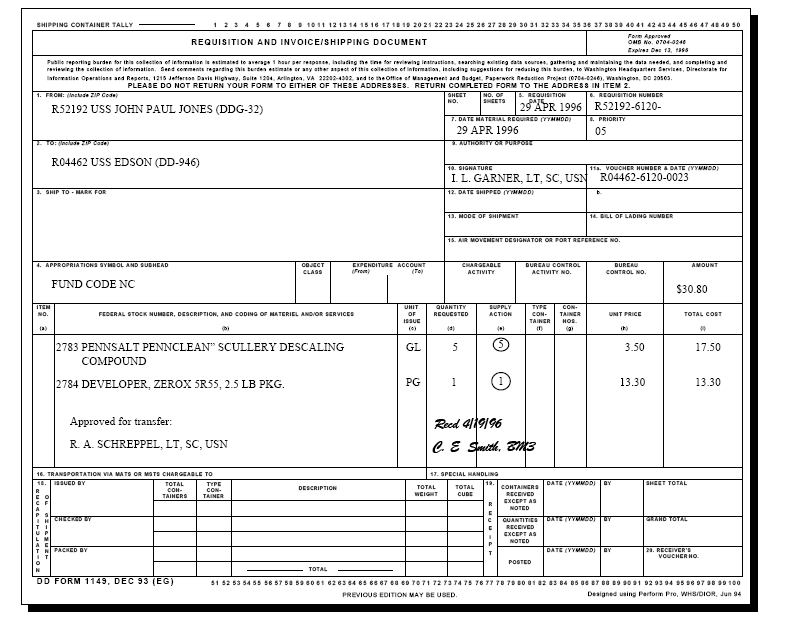 SHIPPING CONTAINER TALLY 1 2 3 4 5 6 7 8 9 10 11 12 13 14 15 16 17 18 19 20 21 22 23 24 25 26 27 28 29 30 31 32 33 34 35 36 37 38 39 40 41 42 43 44 45 46 47 48 49 50
REQUISITION AND INVOICE/SHIPPING DOCUMENT
Form Approved
OMB No. 0704-0246
Expires Dec 13, 1996
Public reporting burden for this collection of information is estimated to average 1 hour per response, including the time for reviewing instructions, searching existing data sources, gathering and maintaining the data needed, and completing and
reviewing the collection of information. Send comments regarding this burden estimate or any other aspect of this collection of information, including suggestions for reducing this burden, to Washington Headquarters Services, Directorate for
Information Operations and Reports, 1215 Jefferson Davis Highway, Suite 1204, Arlington, VA 22202-4302, and to the Office of Management and Budget, Paperwork Reduction Project (0704-0246), Washington, DC 20503.
PLEASE DO NOT RETURN YOUR FORM TO EITHER OF THESE ADDRESSES. RETURN COMPLETED FORM TO THE ADDRESS IN ITEM 2.
1. FROM: (Include ZIP Code)
R52192 USS JOHN PAUL JONES (DDG-32)
SHEET NO.
NO. OF SHEETS
5. REQUISITION DATE
29 APR 1996
6. REQUISITION NUMBER
R52192-6120-
7. DATE MATERIAL REQUIRED (YYMMDD)
29 APR 1996
8. PRIORITY
05
2. TO: (Include ZIP Code)
R04462 USS EDSON (DD-946)
9. AUTHORITY OR PURPOSE
10. SIGNATURE
I. L. GARNER, LT, SC, USN
11a. VOUCHER NUMBER & DATE (YYMMDD)
R04462-6120-0023
3. SHIP TO - MARK FOR
12. DATE SHIPPED (YYMMDD)
b.
13. MODE OF SHIPMENT
14. BILL OF LADING NUMBER
15. AIR MOVEMENT DESIGNATOR OR PORT REFERENCE NO.
4. APPROPRIATIONS SYMBOL AND SUBHEAD
FUND CODE NC
OBJECT CLASS
EXPENDITURE ACCOUNT
(From) (To)
CHARGEABLE ACTIVITY
BUREAU CONTROL ACTIVITY NO.
BUREAU CONTROL NO.
AMOUNT
$30.80
ITEM NO. (a)
FEDERAL STOCK NUMBER, DESCRIPTION, AND CODING OF MATERIEL AND/OR SERVICES (b)
UNIT OF ISSUE (c)
QUANTITY REQUESTED (d)
SUPPLY ACTION (e)
TYPE CON-TAINER (f)
CON-TAINER NOS. (g)
UNIT PRICE (h)
TOTAL COST (i)
2783 PENNSALT PENNCLEAN” SCULLERY DESCALING GL 5 5 3.50 17.50
COMPOUND
2784 DEVELOPER, ZEROX 5R55, 2.5 LB PKG. PG 1 1 13.30 13.30
Approved for transfer:
R. A. SCHREPPEL, LT, SC, USN
Recd 4/19/96
C. E Smith, BM3
16. TRANSPORTATION VIA MATS OR MSTS CHARGEABLE TO
17. SPECIAL HANDLING
18. RECAPITULATION OF SHIPMENT
ISSUED BY
TOTAL CON-TAINERS
TYPE CON-TAINER
DESCRIPTION
TOTAL WEIGHT
TOTAL CUBE
19. RECEIPT
CONTAINERS RECEIVED EXCEPT AS NOTED
DATE (YYMMDD) BY
SHEET TOTAL
CHECKED BY
QUANTITIES RECEIVED EXCEPT AS NOTED
DATE (YYMMDD) BY
GRAND TOTAL
PACKED BY
TOTAL
POSTED
DATE (YYMMDD) BY
20. RECEIVER'S VOUCHER NO.
DD FORM 1149, DEC 93 (EG) 51 52 53 54 55 56 57 58 59 60 61 62 63 64 65 66 67 68 69 70 71 72 73 74 75 76 77 78 79 80 81 82 83 84 85 86 87 88 89 90 91 92 93 94 95 96 97 98 99 100
PREVIOUS EDITION MAY BE USED.
Designed using Perform Pro, WHS/DIOR, Jun 94